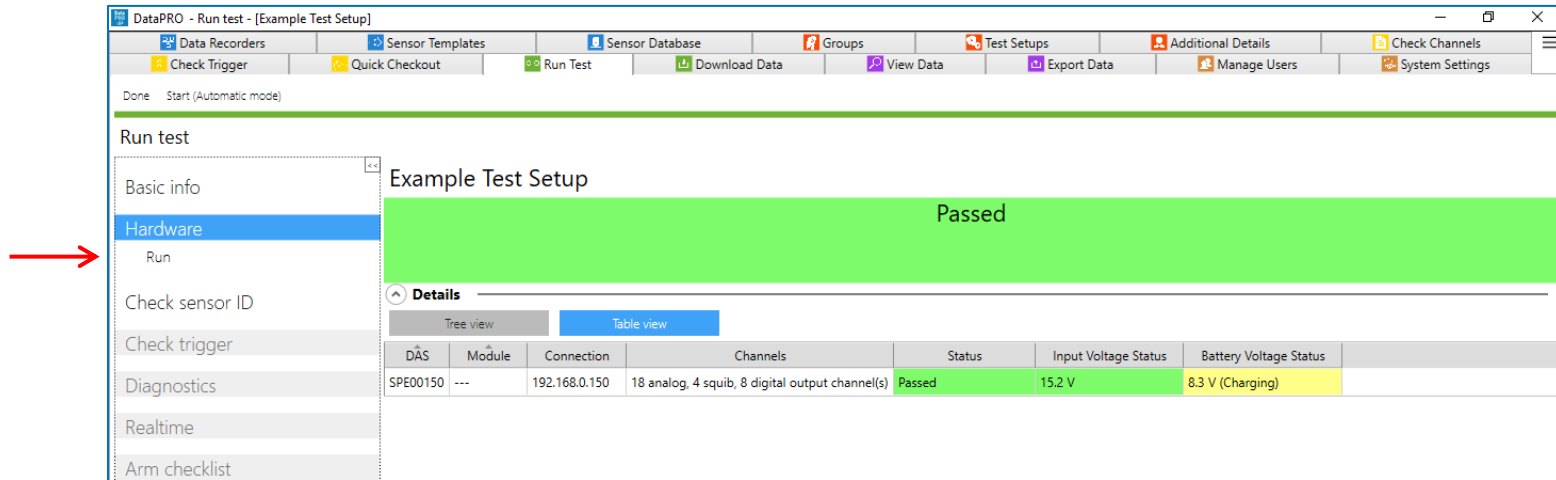 DataPRO - Run test - [Example Test Setup]
Data Recorders Sensor Templates Sensor Database Groups Test Setups Additional Details Check Channels
Check Trigger Quick Checkout Run Test Download Data View Data Export Data Manage Users System Settings
Done Start (Automatic mode)
Run test
<<
Basic info
Hardware
Run
Check sensor ID
Check trigger
Diagnostics
Realtime
Arm checklist
Example Test Setup
Passed
Details
Tree view Table view
DAS Module Connection Channels Status Input Voltage Status Battery Voltage Status
SPE00150 --- 192.168.0.150 18 analog, 4 squib, 8 digital output channel(s) Passed 15.2 V 8.3 V (Charging)